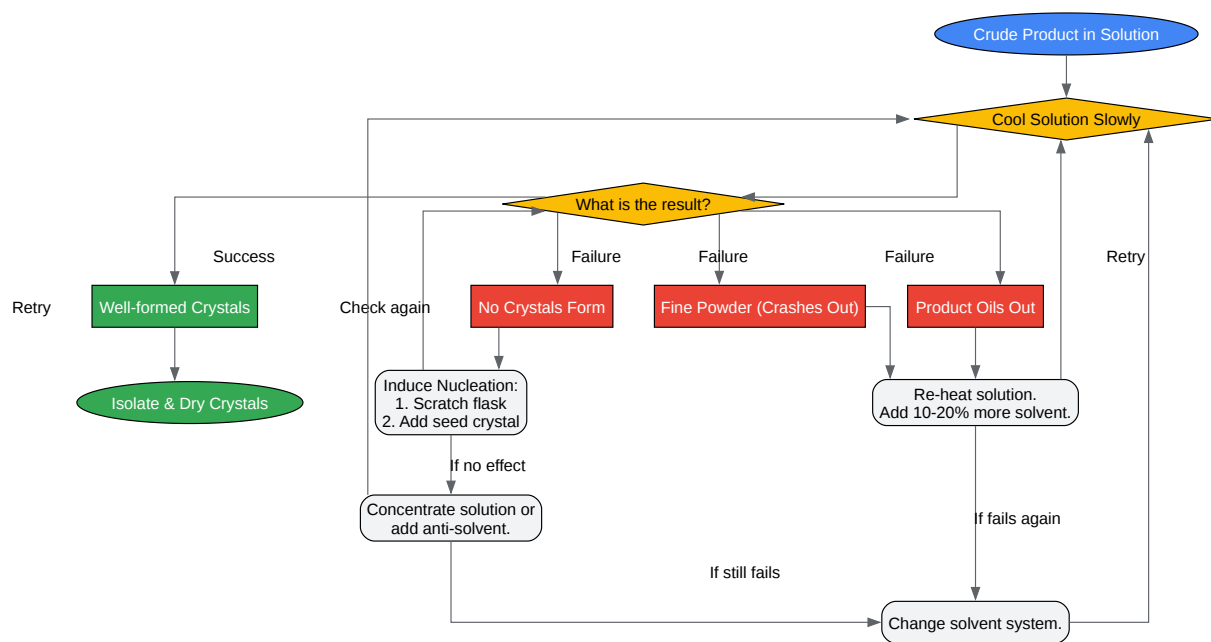 Crude Product in Solution
Cool Solution Slowly
What is the result?
Success
Failure
Failure
Failure
Retry
Retry
Well-formed Crystals
Check again
No Crystals Form
Fine Powder (Crashes Out)
Product Oils Out
Isolate & Dry Crystals
Induce Nucleation:
1. Scratch flask
2. Add seed crystal
Re-heat solution.
Add 10-20% more solvent.
If no effect
Concentrate solution or
add anti-solvent.
If fails again
If still fails
Change solvent system.